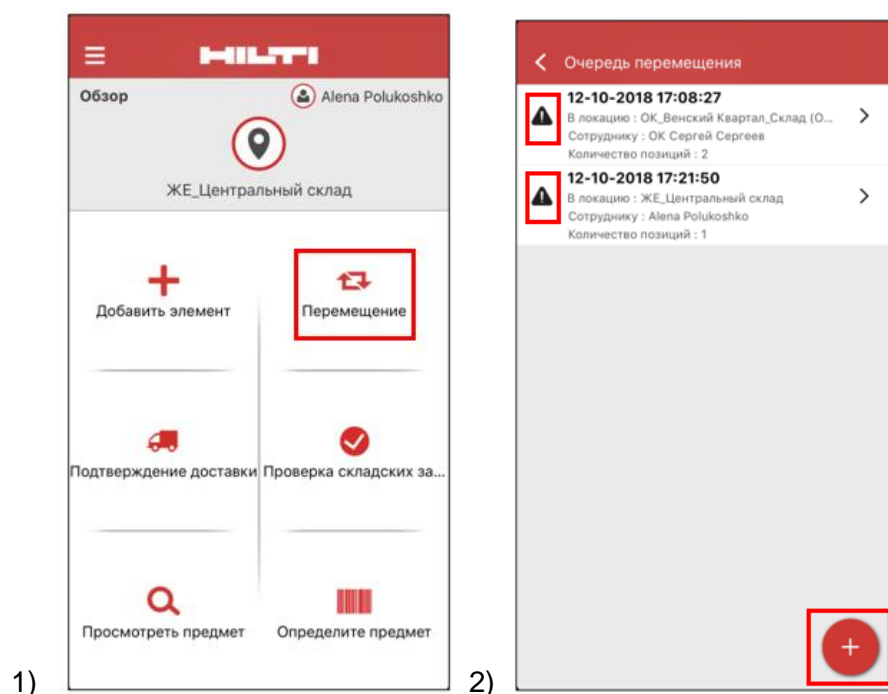 HILTI
Обзор
Alena Polukoshko
ЖЕ_Центральный склад
Добавить элемент
Перемещение
Подтверждение доставки
Проверка складских за...
Просмотреть предмет
Определите предмет
1)
Очередь перемещения
12-10-2018 17:08:27
В локацию : ОК_Венский Квартал_Склад (О...
Сотруднику : ОК Сергей Сергеев
Количество позиций : 2
12-10-2018 17:21:50
В локацию : ЖЕ_Центральный склад
Сотруднику : Alena Polukoshko
Количество позиций : 1
2)